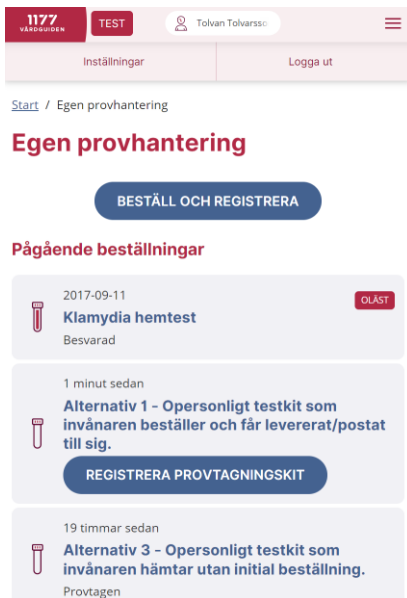 1177
VÅRDGUIDEN
TEST
Tolvan Tolvarsso
Inställningar
Logga ut
Start / Egen provhantering
Egen provhantering
BESTÄLL OCH REGISTRERA
Pågående beställningar
2017-09-11
OLÄST
Klamydia hemtest
Besvarad
1 minut sedan
Alternativ 1 - Opersonligt testkit som
invånaren beställer och får levererat/postat
till sig.
REGISTRERA PROVTAGNINGSKIT
19 timmar sedan
Alternativ 3 - Opersonligt testkit som
invånaren hämtar utan initial beställning.
Provtagen